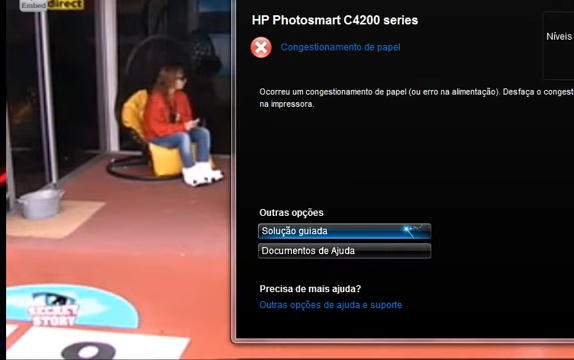 Embed direct
HP Photosmart C4200 series
Níveis
Congestionamento de papel
Ocorreu um congestionamento de papel (ou erro na alimentação). Desfaça o congest
na impressora.
Outras opções
Solução guiada
Documentos de Ajuda
Precisa de mais ajuda?
Outras opções de ajuda e suporte
SECRET
STORY